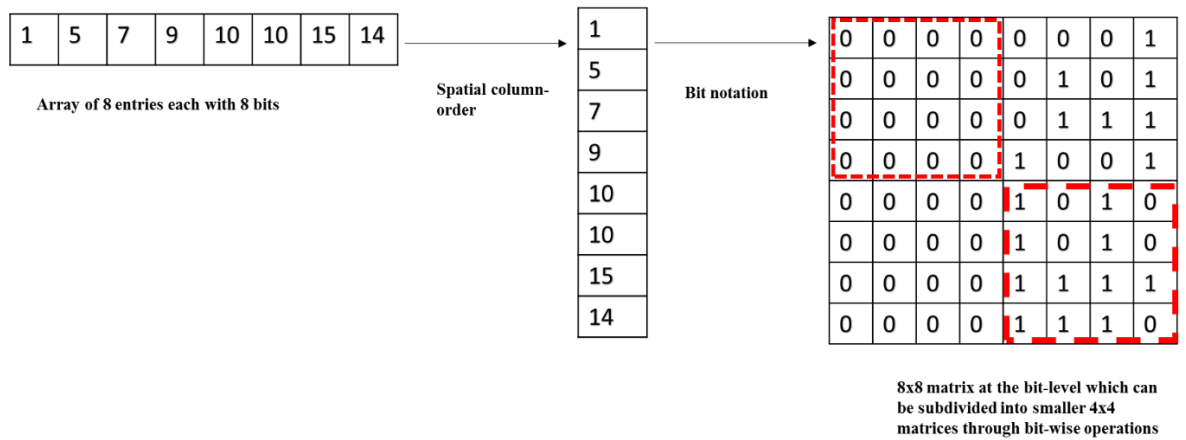 1 5 7 9 10 10 15 14
Array of 8 entries each with 8 bits
Spatial column-
order
1
5
7
9
10
10
15
14
Bit notation
0 0 0 0 0 0 0 1
0 0 0 0 0 1 0 1
0 0 0 0 0 1 1 1
0 0 0 0 1 0 0 1
0 0 0 0 1 0 1 0
0 0 0 0 1 0 1 0
0 0 0 0 1 1 1 1
0 0 0 0 1 1 1 0
8x8 matrix at the bit-level which can
be subdivided into smaller 4x4
matrices through bit-wise operations